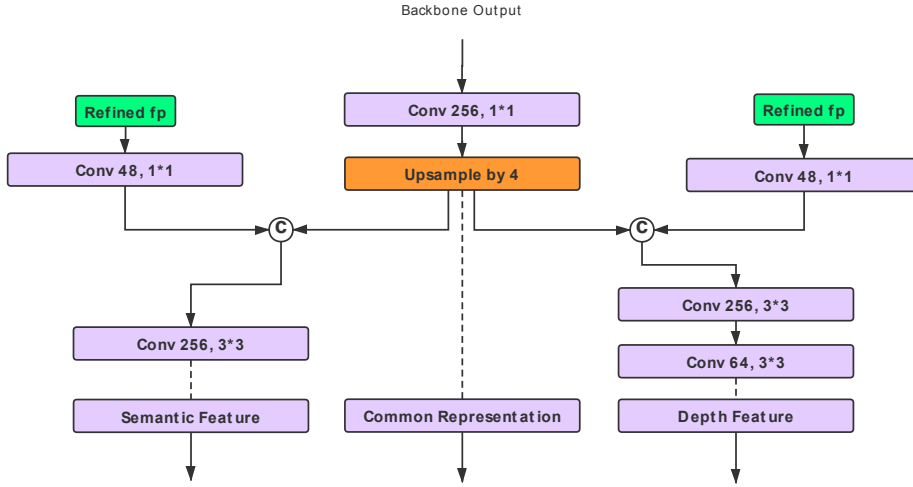 Backbone Output
Refined fp
Conv 256, 1*1
Refined fp
Conv 48, 1*1
Upsample by 4
Conv 48, 1*1
C
C
Conv 256, 3*3
Conv 256, 3*3
Conv 64, 3*3
Semantic Feature
Common Representation
Depth Feature